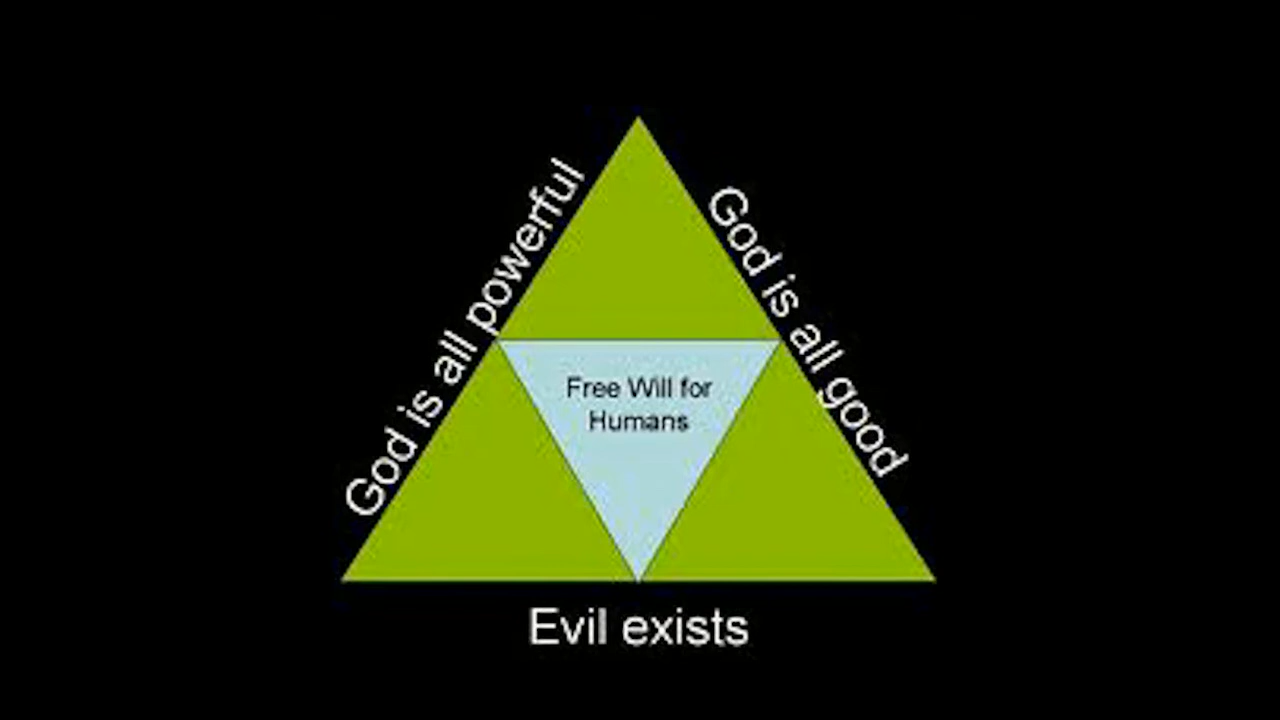 God is all powerful
God is all good
Free Will for
Humans
Evil exists